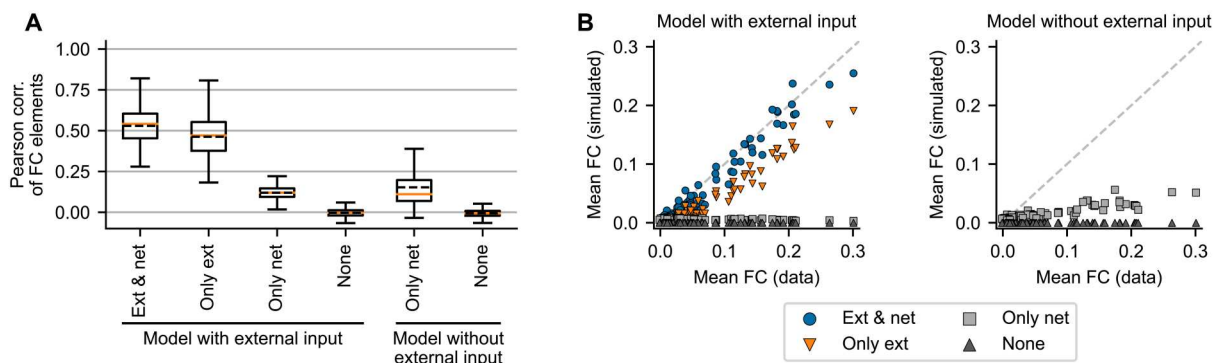 A
Pearson corr.
of FC elements
1.00
0.75
0.50
0.25
0.00
Ext & net
Only ext
Only net
None
Only net
None
Model with external input
Model without
external input
B
Model with external input
Mean FC (simulated)
0.3
0.2
0.1
0.0
0.0 0.1 0.2 0.3
Mean FC (data)
Model without external input
Mean FC (simulated)
0.3
0.2
0.1
0.0
0.0 0.1 0.2 0.3
Mean FC (data)
Ext & net
Only ext
Only net
None